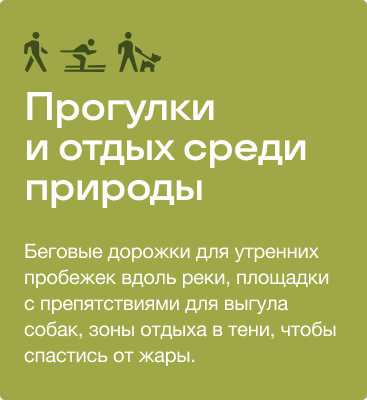 Прогулки
и отдых среди
природы
Беговые дорожки для утренних
пробежек вдоль реки, площадки
с препятствиями для выгула
собак, зоны отдыха в тени, чтобы
спастись от жары.